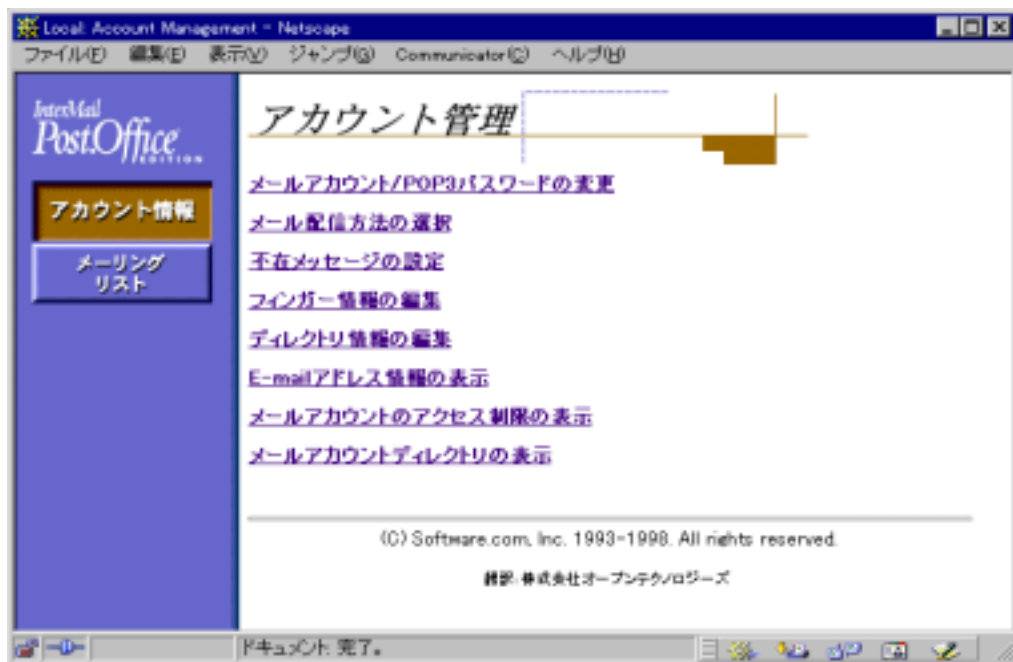 Local: Account Management - Netscape
ファイル(F) 編集(E) 表示(V) ジャンプ(G) Communicator(C) ヘルプ(H)
InterMail
Post.Office
EDITION
アカウント情報
メーリング
リスト
アカウント管理
メールアカウント/POP3パスワードの変更
メール配信方法の選択
不在メッセージの設定
フィンガー情報の編集
ディレクトリ情報の編集
E-mailアドレス情報の表示
メールアカウントのアクセス制限の表示
メールアカウントディレクトリの表示
(C) Software.com, Inc. 1993-1998. All rights reserved.
翻訳:株式会社オープンテクノロジーズ
ドキュメント: 完了。